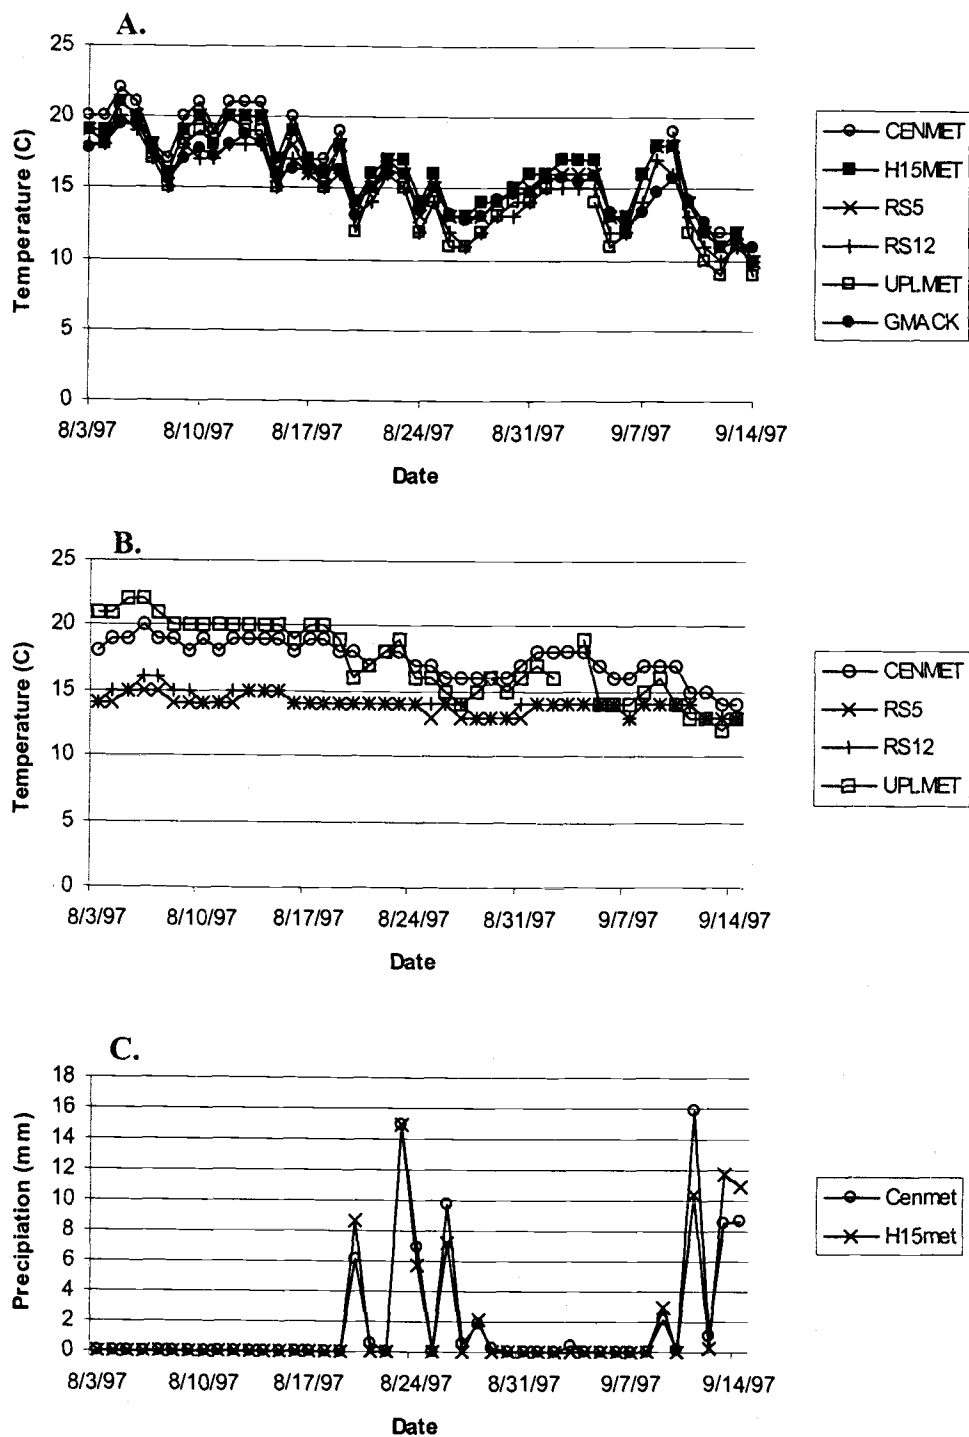 A.
25
20
15
10
5
0
Temperature (C)
8/3/97 8/10/97 8/17/97 8/24/97 8/31/97 9/7/97 9/14/97
Date
CENMET
H15MET
RS5
RS12
UPLMET
GMACK
B.
25
20
15
10
5
0
Temperature (C)
8/3/97 8/10/97 8/17/97 8/24/97 8/31/97 9/7/97 9/14/97
Date
CENMET
RS5
RS12
UPLMET
C.
18
16
14
12
10
8
6
4
2
0
Precipiation (mm)
8/3/97 8/10/97 8/17/97 8/24/97 8/31/97 9/7/97 9/14/97
Date
Cenmet
H15met